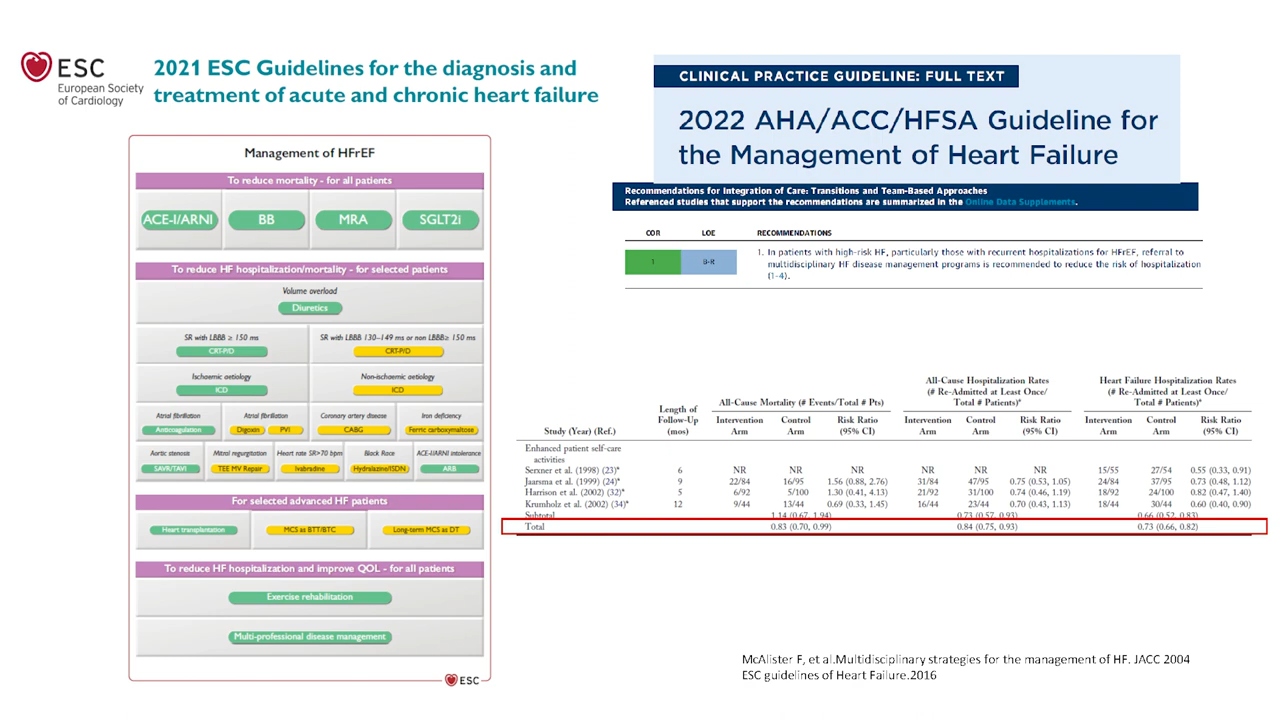 ESC
European Society
of Cardiology
2021 ESC Guidelines for the diagnosis and
treatment of acute and chronic heart failure
Management of HFrEF
To reduce mortality - for all patients
ACE-I/ARNI BB MRA SGLT2i
To reduce HF hospitalization/mortality - for selected patients
Volume overload
Diuretics
SR with LBBB ≥ 150 ms SR with LBBB 130–149 ms or non LBBB≥ 150 ms
CRT-P/D CRT-P/D
Ischaemic aetiology Non-ischaemic aetiology
ICD ICD
Atrial fibrillation Atrial fibrillation Coronary artery disease Iron deficiency
Anticoagulation Digoxin PVI CABG Ferric carboxymaltose
Aortic stenosis Mitral regurgitation Heart rate SR>70 bpm Black Race ACE-I/ARNI intolerance
SAVR/TAVI TEE MV Repair Ivabradine Hydralazine/ISDN ARB
For selected advanced HF patients
Heart transplantation MCS as BTT/BTC Long-term MCS as DT
To reduce HF hospitalization and improve QOL - for all patients
Exercise rehabilitation
Multi-professional disease management
ESC
CLINICAL PRACTICE GUIDELINE: FULL TEXT
2022 AHA/ACC/HFSA Guideline for
the Management of Heart Failure
Recommendations for Integration of Care: Transitions and Team-Based Approaches
Referenced studies that support the recommendations are summarized in the Online Data Supplements.
COR LOE RECOMMENDATIONS
1 B-R 1. In patients with high-risk HF, particularly those with recurrent hospitalizations for HFrEF, referral to
multidisciplinary HF disease management programs is recommended to reduce the risk of hospitalization
(1-4).
All-Cause Hospitalization Rates Heart Failure Hospitalization Rates
(# Re-Admitted at Least Once/ (# Re-Admitted at Least Once/
Length of All-Cause Mortality (# Events/Total # Pts) Total # Patients)* Total # Patients)*
Follow-Up Intervention Control Risk Ratio Intervention Control Risk Ratio Intervention Control Risk Ratio
Study (Year) (Ref.) (mos) Arm Arm (95% CI) Arm Arm (95% CI) Arm Arm (95% CI)
Enhanced patient self-care
activities
Serxner et al. (1998) (23)* 6 NR NR NR NR NR NR 15/55 27/54 0.55 (0.33, 0.91)
Jaarsma et al. (1999) (24)* 9 22/84 16/95 1.56 (0.88, 2.76) 31/84 47/95 0.75 (0.53, 1.05) 24/84 37/95 0.73 (0.48, 1.12)
Harrison et al. (2002) (32)* 5 6/92 5/100 1.30 (0.41, 4.13) 21/92 31/100 0.74 (0.46, 1.19) 18/92 24/100 0.82 (0.47, 1.40)
Krumholz et al. (2002) (34)* 12 9/44 13/44 0.69 (0.33, 1.45) 16/44 23/44 0.70 (0.43, 1.13) 18/44 30/44 0.60 (0.40, 0.90)
Subtotal 1.14 (0.67, 1.94) 0.73 (0.57, 0.93) 0.66 (0.52, 0.83)
Total 0.83 (0.70, 0.99) 0.84 (0.75, 0.93) 0.73 (0.66, 0.82)
McAlister F, et al.Multidisciplinary strategies for the management of HF. JACC 2004
ESC guidelines of Heart Failure.2016